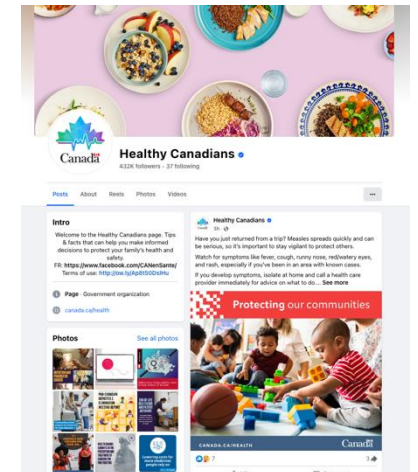 Canada
Healthy Canadians
432K followers • 37 following
Posts
About
Reels
Photos
Videos
Intro
Welcome to the Healthy Canadians page. Tips
& facts that can help you make informed
decisions to protect your family's health and
safety.
FR: https://www.facebook.com/CANenSante/
Page · Government organization
canada.ca/health
Photos
See all photos
Healthy Canadians
5h
Have you just returned from a trip? Measles spreads quickly and can
be serious, so it's important to stay vigilant to protect others.
Watch for symptoms like fever, cough, runny nose, red/watery eyes,
and rash, especially if you've been in an area with known cases.
If you develop symptoms, isolate at home and call a health care
provider immediately for advice on what to do... See more
Protecting our communities
CANADA.CA/HEALTH
Canada
7
3